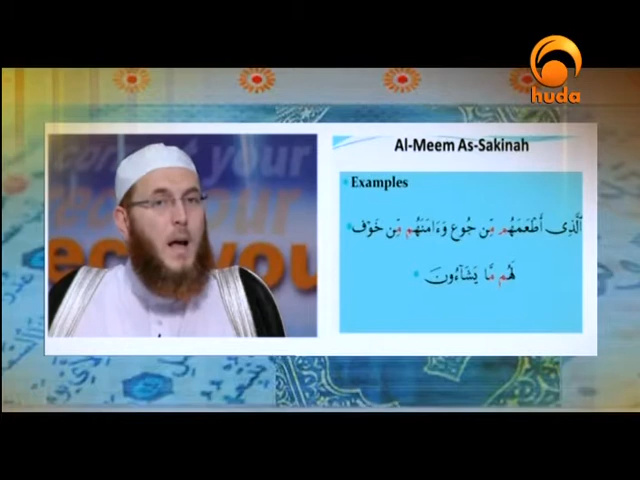 huda
Al-Meem As-Sakinah
Examples
ٱلَّذِى أَطْعَمَهُم مِّن جُوعٍ وَءَامَنَهُم مِّنْ خَوْفٍ
لَهُم مَّا يَشَآءُونَ